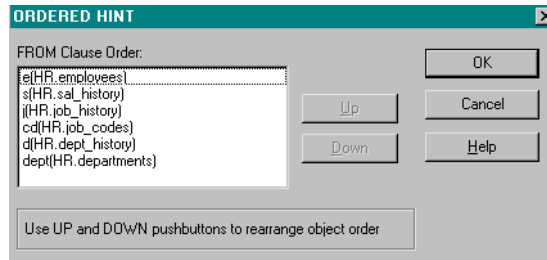 ORDERED HINT
FROM Clause Order:
e(HR.employees)
s(HR.sal_history)
j(HR.job_history)
cd(HR.job_codes)
d(HR.dept_history)
dept(HR.departments)
Up
Down
OK
Cancel
Help
Use UP and DOWN pushbuttons to rearrange object order